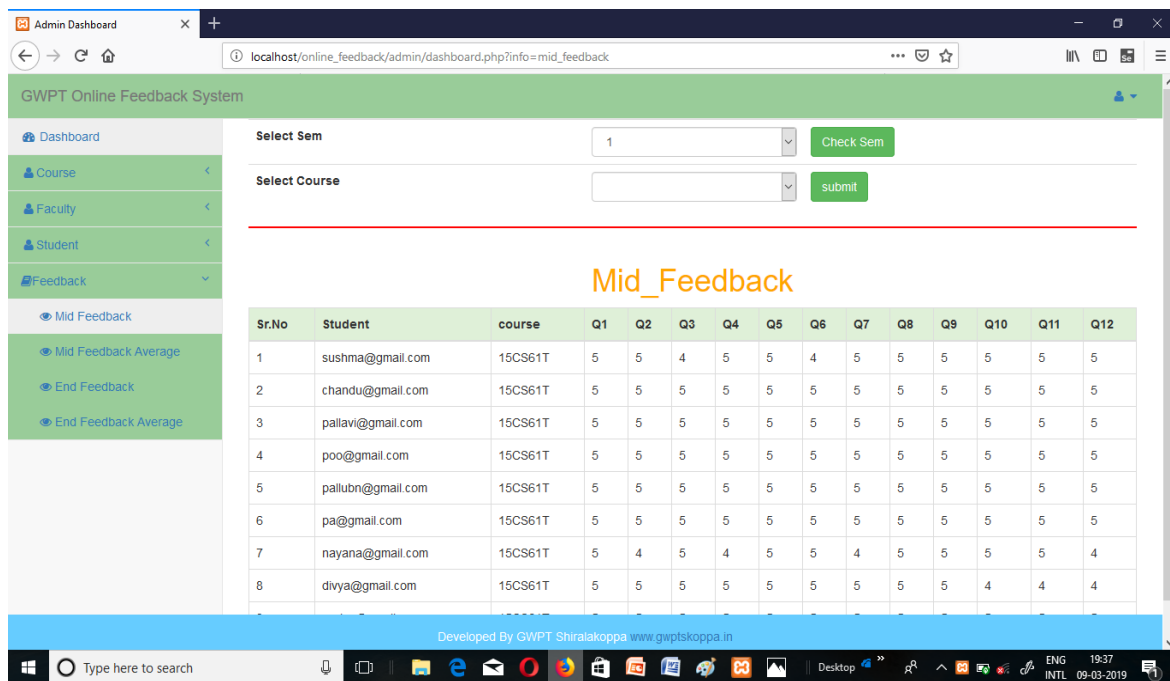 Admin Dashboard
localhost/online_feedback/admin/dashboard.php?info=mid_feedback
GWPT Online Feedback System
Dashboard
Course
Faculty
Student
Feedback
Mid Feedback
Mid Feedback Average
End Feedback
End Feedback Average
Select Sem 1 Check Sem
Select Course submit
Mid_Feedback
Sr.No Student course Q1 Q2 Q3 Q4 Q5 Q6 Q7 Q8 Q9 Q10 Q11 Q12
1 sushma@gmail.com 15CS61T 5 5 4 5 5 4 5 5 5 5 5 5
2 chandu@gmail.com 15CS61T 5 5 5 5 5 5 5 5 5 5 5 5
3 pallavi@gmail.com 15CS61T 5 5 5 5 5 5 5 5 5 5 5 5
4 poo@gmail.com 15CS61T 5 5 5 5 5 5 5 5 5 5 5 5
5 pallubn@gmail.com 15CS61T 5 5 5 5 5 5 5 5 5 5 5 5
6 pa@gmail.com 15CS61T 5 5 5 5 5 5 5 5 5 5 5 5
7 nayana@gmail.com 15CS61T 5 4 5 4 5 5 4 5 5 5 5 4
8 divya@gmail.com 15CS61T 5 5 5 5 5 5 5 5 5 4 4 4
Developed By GWPT Shiralakoppa www.gwptskoppa.in
Type here to search
Desktop
ENG
INTL
19:37
09-03-2019